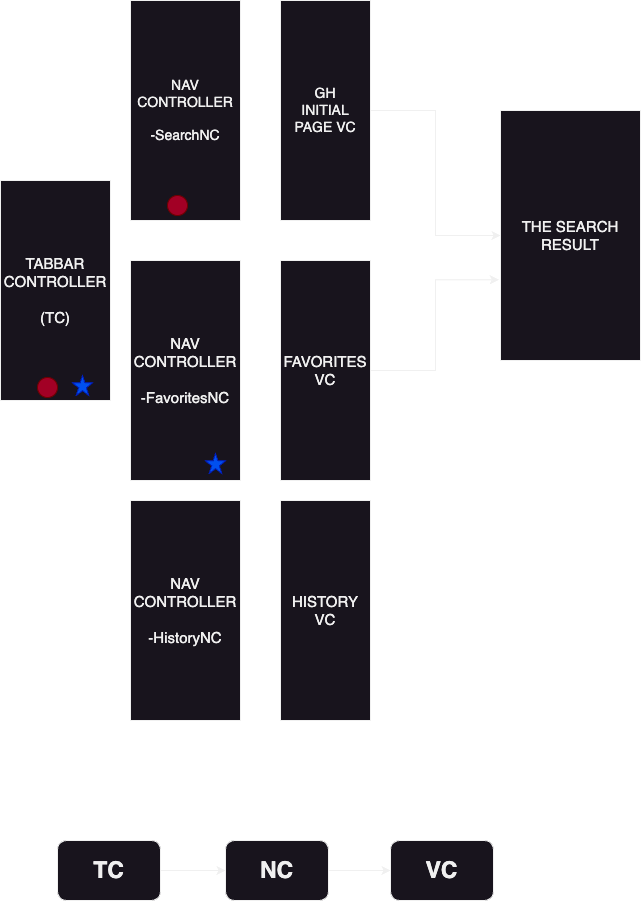 NAV
CONTROLLER
-SearchNC
GH
INITIAL
PAGE VC
THE SEARCH
RESULT
TABBAR
CONTROLLER
(TC)
NAV
CONTROLLER
-FavoritesNC
FAVORITES
VC
NAV
CONTROLLER
-HistoryNC
HISTORY
VC
TC
NC
VC